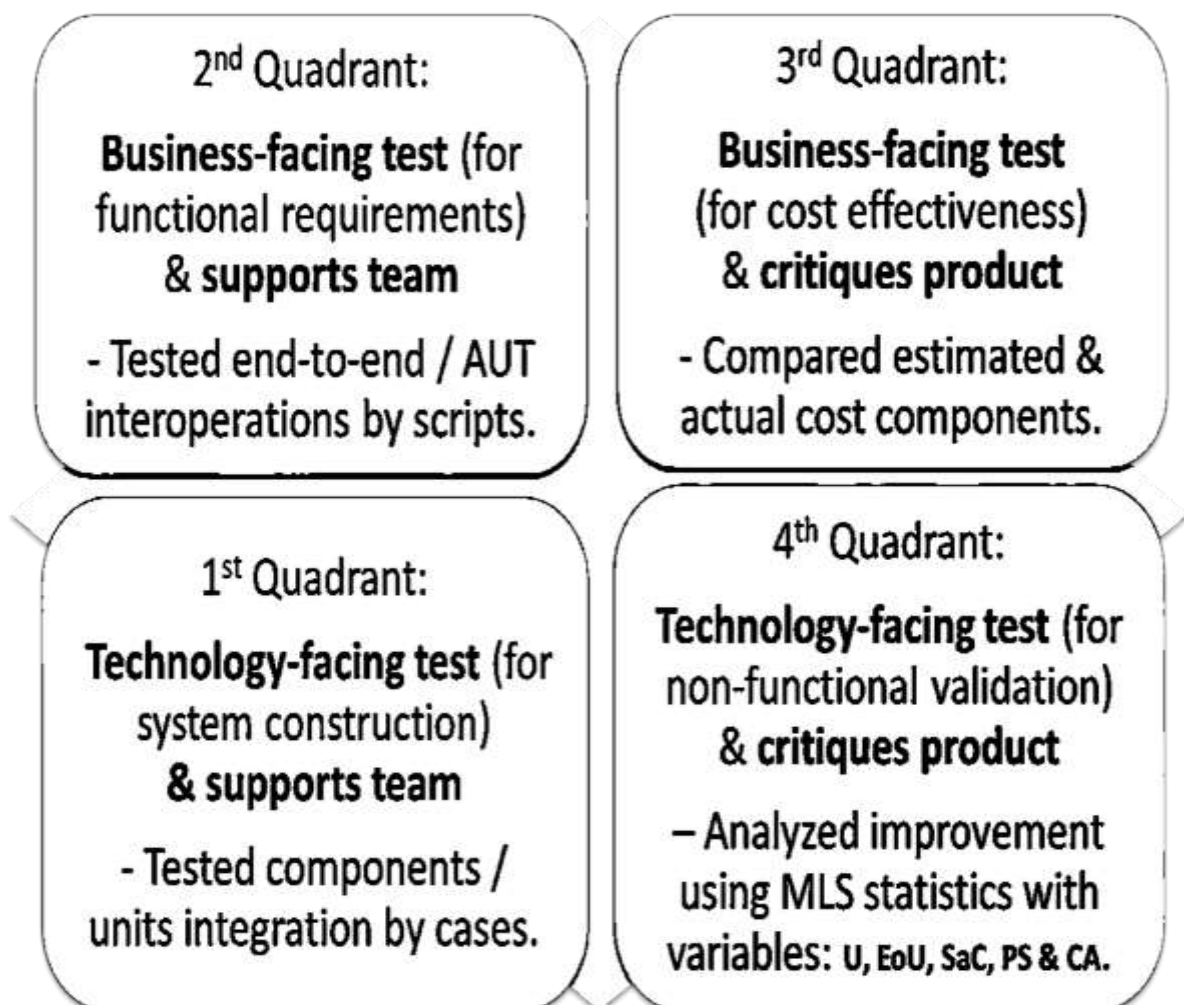 2nd Quadrant:
Business-facing test (for
functional requirements)
& supports team
- Tested end-to-end / AUT
interoperations by scripts.
3rd Quadrant:
Business-facing test
(for cost effectiveness)
& critiques product
- Compared estimated &
actual cost components.
1st Quadrant:
Technology-facing test (for
system construction)
& supports team
- Tested components /
units integration by cases.
4th Quadrant:
Technology-facing test (for
non-functional validation)
& critiques product
– Analyzed improvement
using MLS statistics with
variables: U, EoU, SaC, PS & CA.